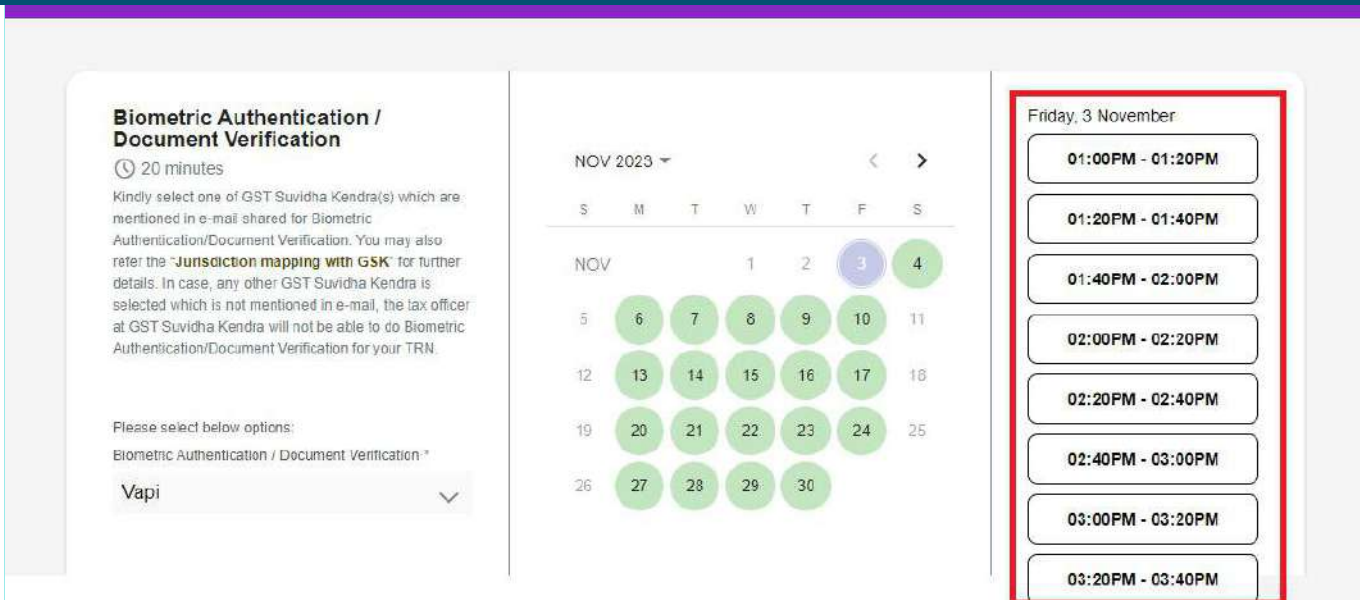 Biometric Authentication /
Document Verification
20 minutes
Kindly select one of GST Suvidha Kendra(s) which are
mentioned in e-mail shared for Biometric
Authentication/Document Verification. You may also
refer the "Jurisdiction mapping with GSK" for further
details. In case, any other GST Suvidha Kendra is
selected which is not mentioned in e-mail, the tax officer
at GST Suvidha Kendra will not be able to do Biometric
Authentication/Document Verification for your TRN.
Please select below options:
Biometric Authentication / Document Verification *
Vapi
NOV 2023
S M T W T F S
NOV 1 2 3 4
5 6 7 8 9 10 11
12 13 14 15 16 17 18
19 20 21 22 23 24 25
26 27 28 29 30
Friday, 3 November
01:00PM - 01:20PM
01:20PM - 01:40PM
01:40PM - 02:00PM
02:00PM - 02:20PM
02:20PM - 02:40PM
02:40PM - 03:00PM
03:00PM - 03:20PM
03:20PM - 03:40PM